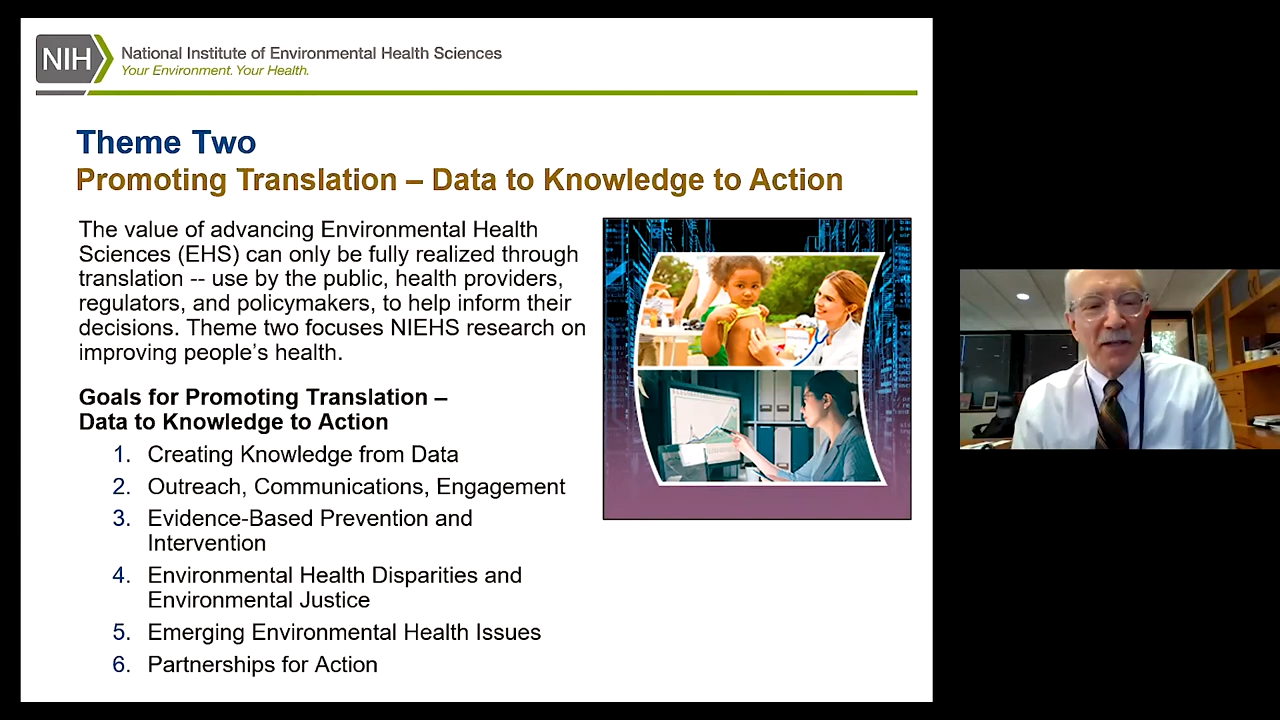 NIH
National Institute of Environmental Health Sciences
Your Environment. Your Health.
Theme Two
Promoting Translation – Data to Knowledge to Action
The value of advancing Environmental Health
Sciences (EHS) can only be fully realized through
translation -- use by the public, health providers,
regulators, and policymakers, to help inform their
decisions. Theme two focuses NIEHS research on
improving people’s health.
Goals for Promoting Translation –
Data to Knowledge to Action
1. Creating Knowledge from Data
2. Outreach, Communications, Engagement
3. Evidence-Based Prevention and
Intervention
4. Environmental Health Disparities and
Environmental Justice
5. Emerging Environmental Health Issues
6. Partnerships for Action